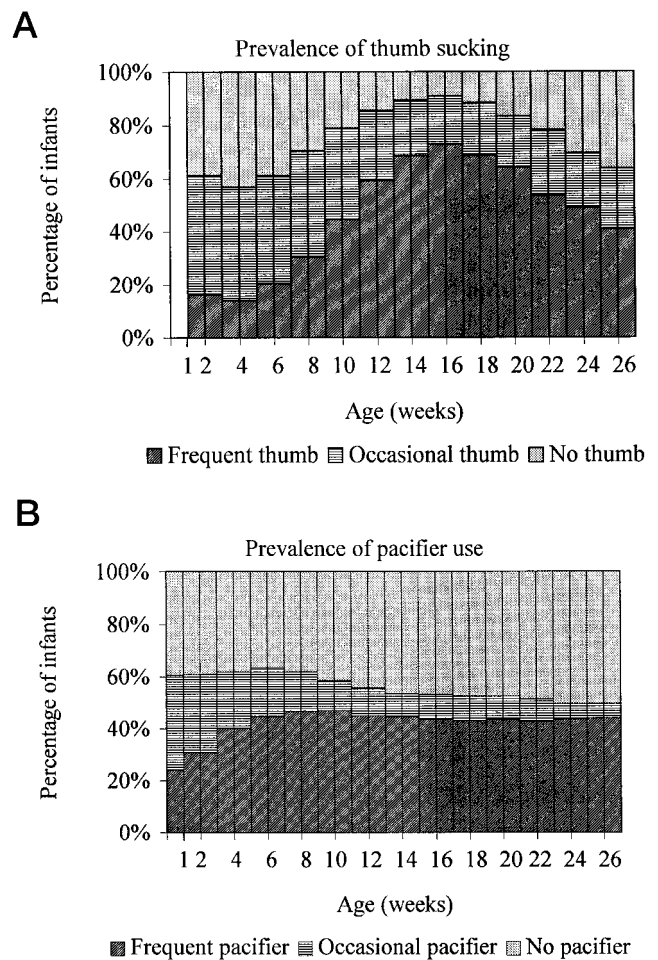 A
Prevalence of thumb sucking
100%
80%
60%
40%
20%
0%
Percentage of infants
1 2 4 6 8 10 12 14 16 18 20 22 24 26
Age (weeks)
Frequent thumb Occasional thumb No thumb
B
Prevalence of pacifier use
100%
80%
60%
40%
20%
0%
Percentage of infants
1 2 4 6 8 10 12 14 16 18 20 22 24 26
Age (weeks)
Frequent pacifier Occasional pacifier No pacifier